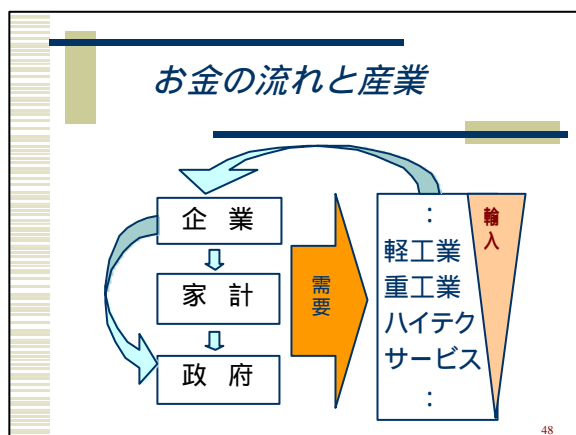 お金の流れと産業
企 業
家 計
政 府
需要
:
軽工業
重工業
ハイテク
サービス
:
輸入
48